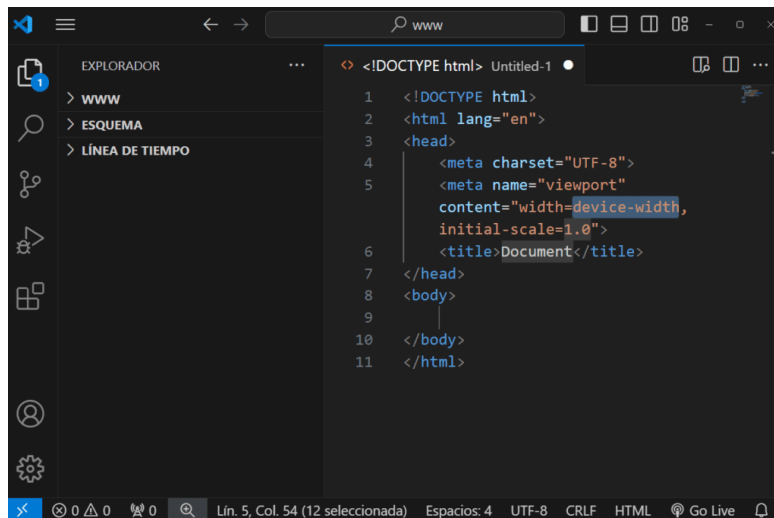 www
EXPLORADOR ...
<!DOCTYPE html> Untitled-1 ...
1
WWW
ESQUEMA
LÍNEA DE TIEMPO
1 <!DOCTYPE html>
2 <html lang="en">
3 <head>
4 <meta charset="UTF-8">
5 <meta name="viewport"
content="width=device-width,
initial-scale=1.0">
6 <title>Document</title>
7 </head>
8 <body>
9
10 </body>
11 </html>
0 0 0 Lín. 5, Col. 54 (12 seleccionada) Espacios: 4 UTF-8 CRLF HTML Go Live